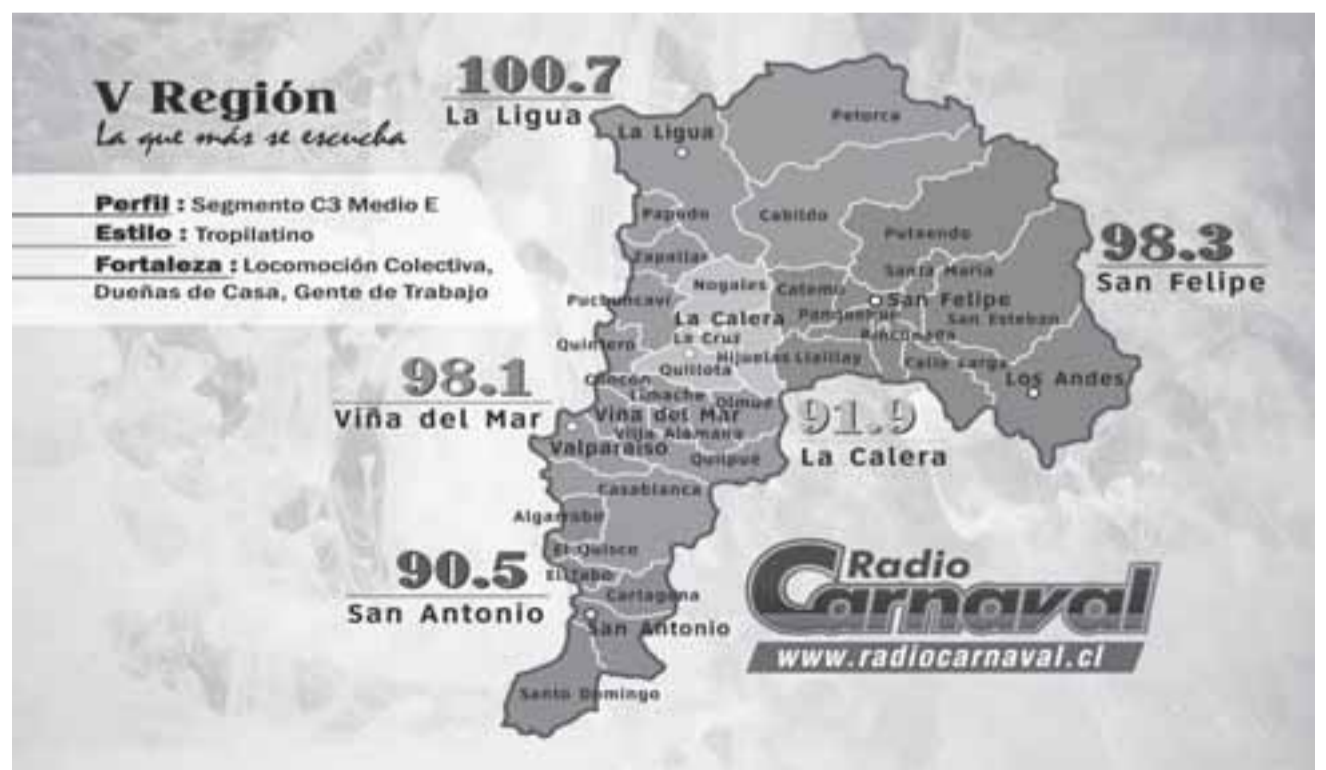 V Región
La que más se escucha
Perfil : Segmento C3 Medio E
Estilo : Tropilatino
Fortaleza : Locomoción Colectiva,
Dueñas de Casa, Gente de Trabajo
100.7
La Ligua
98.3
San Felipe
98.1
Viña del Mar
91.9
La Calera
90.5
San Antonio
La Ligua
Petorca
Papudo
Cabildo
Putaendo
Zapallar
Santa María
Nogales
Catemu
Puchuncaví
San Felipe
La Calera
Panquehue
San Esteban
La Cruz
Rinconada
Quintero
Hijuelas
Llaillay
Calle Larga
Quillota
Los Andes
Concón
Limache
Olmué
Viña del Mar
Villa Alemana
Valparaíso
Quilpué
Casablanca
Algarrobo
El Quisco
El Tabo
Cartagena
San Antonio
Santo Domingo
Radio
Carnaval
www.radiocarnaval.cl